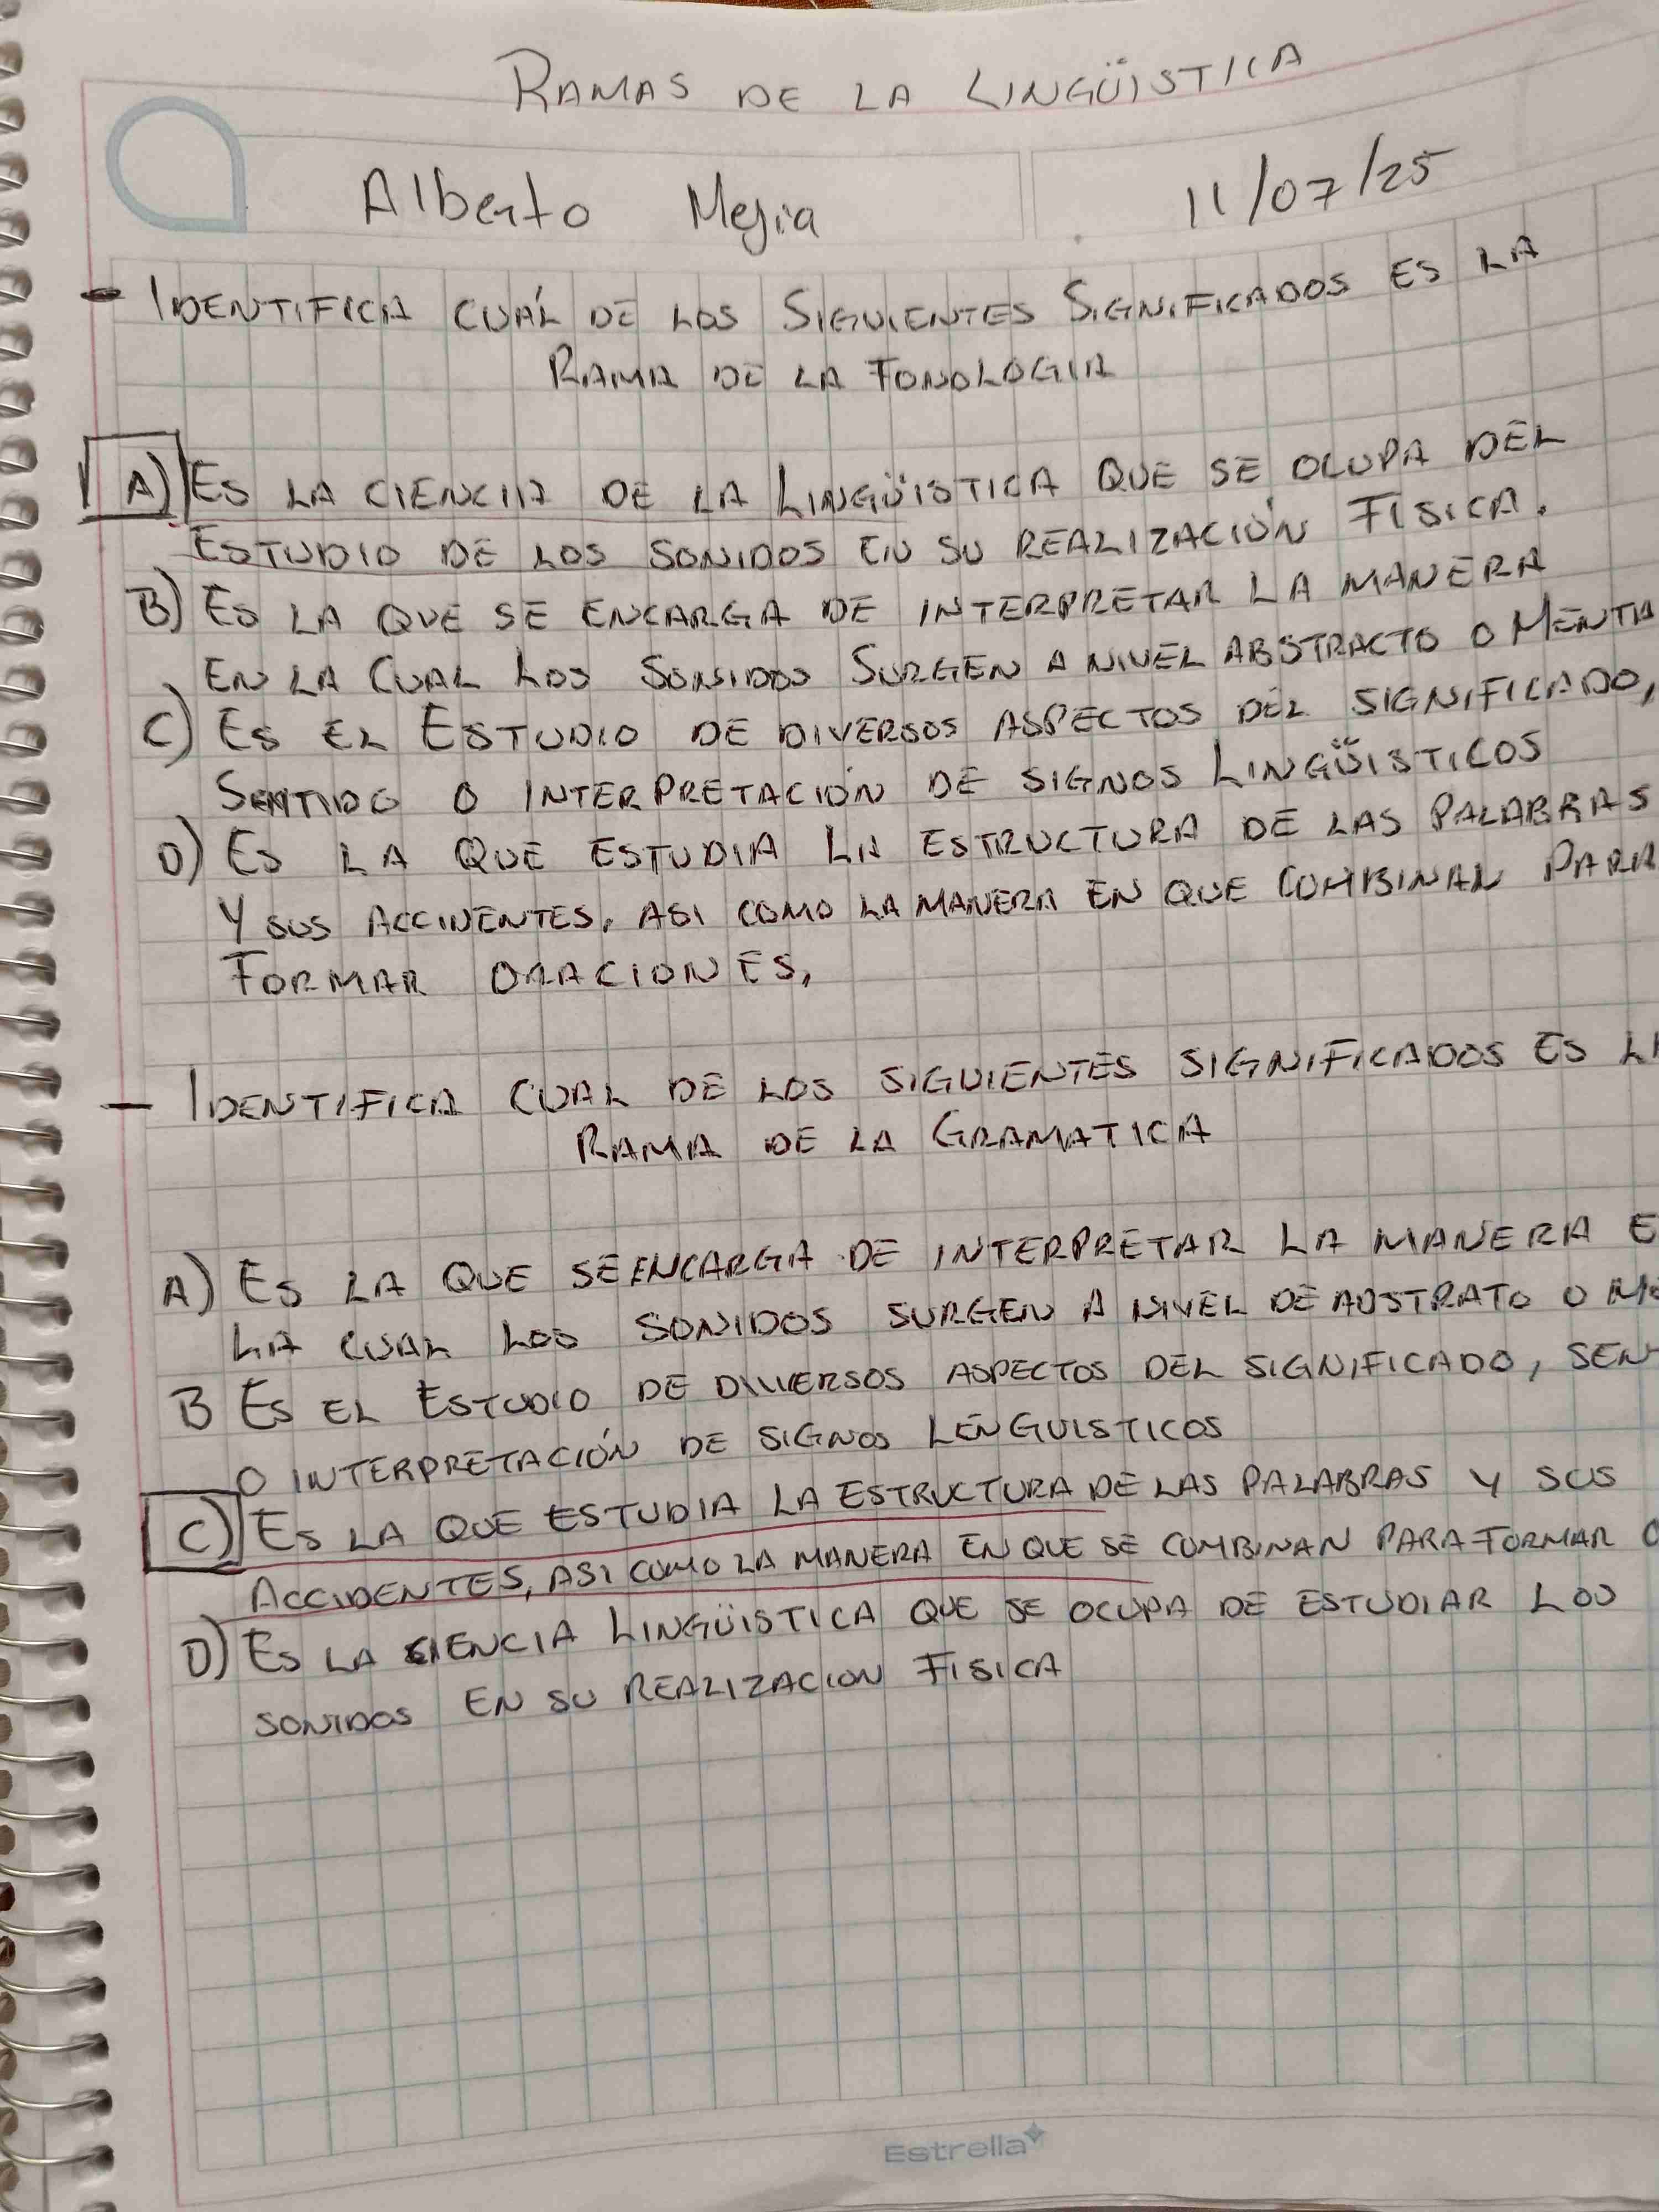 RAMAS DE LA LINGÜISTICA
Alberto Mejia
11/07/25
- IDENTIFICA CUÁL DE LOS SIGUIENTES SIGNIFICADOS ES LA
RAMA DE LA FONOLOGIA
A) ES LA CIENCIA DE LA LINGÜISTICA QUE SE OCUPA DEL
ESTUDIO DE LOS SONIDOS EN SU REALIZACIÓN FISICA.
B) ES LA QUE SE ENCARGA DE INTERPRETAR LA MANERA
EN LA CUAL LOS SONIDOS SURGEN A NIVEL ABSTRACTO O MENTA
C) ES EL ESTUDIO DE DIVERSOS ASPECTOS DEL SIGNIFICADO,
SENTIDO O INTERPRETACIÓN DE SIGNOS LINGÜISTICOS
D) ES LA QUE ESTUDIA LA ESTRUCTURA DE LAS PALABRAS
Y SUS ACCIDENTES, ASI COMO LA MANERA EN QUE COMBINAN PARA
FORMAR ORACIONES,
- IDENTIFICA CUAL DE LOS SIGUIENTES SIGNIFICADOS ES LA
RAMA DE LA GRAMATICA
A) ES LA QUE SE ENCARGA DE INTERPRETAR LA MANERA E
LA CUAL LOS SONIDOS SURGEN A NIVEL DE ABSTRATO O ME
B ES EL ESTUDIO DE DIVERSOS ASPECTOS DEL SIGNIFICADO, SEN
O INTERPRETACIÓN DE SIGNOS LENGUISTICOS
C) ES LA QUE ESTUDIA LA ESTRUCTURA DE LAS PALABRAS Y SUS
ACCIDENTES, ASI COMO LA MANERA EN QUE SE COMBINAN PARA FORMAR O
D) ES LA CIENCIA LINGÜISTICA QUE SE OCUPA DE ESTUDIAR LOS
SONIDOS EN SU REALIZACION FISICA
Estrella